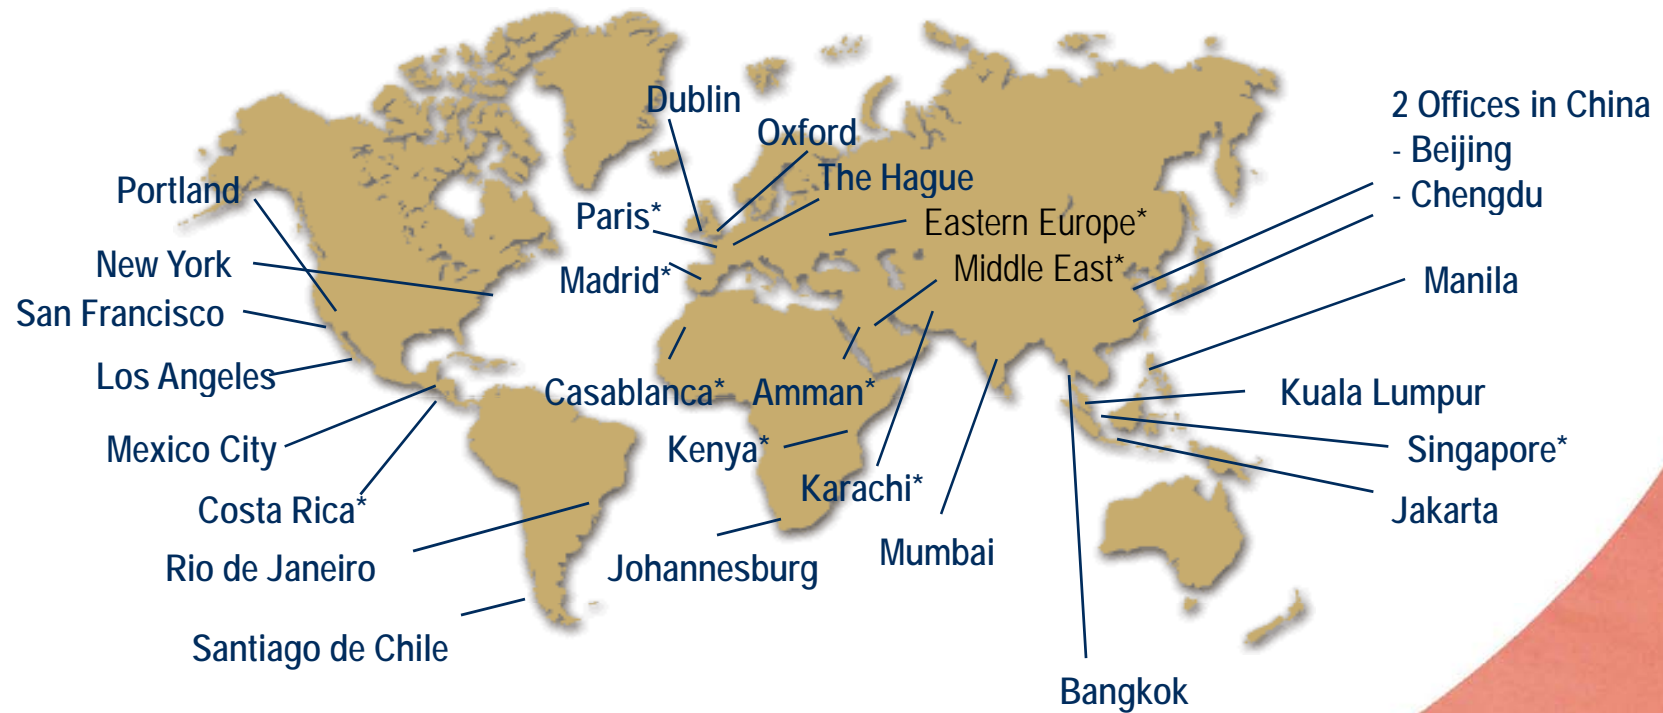 Dublin
Oxford
2 Offices in China
- Beijing
- Chengdu
Portland
The Hague
Paris*
Eastern Europe*
New York
Madrid*
Middle East*
Manila
San Francisco
Los Angeles
Casablanca*
Amman*
Kuala Lumpur
Mexico City
Kenya*
Singapore*
Karachi*
Costa Rica*
Jakarta
Rio de Janeiro
Johannesburg
Mumbai
Santiago de Chile
Bangkok